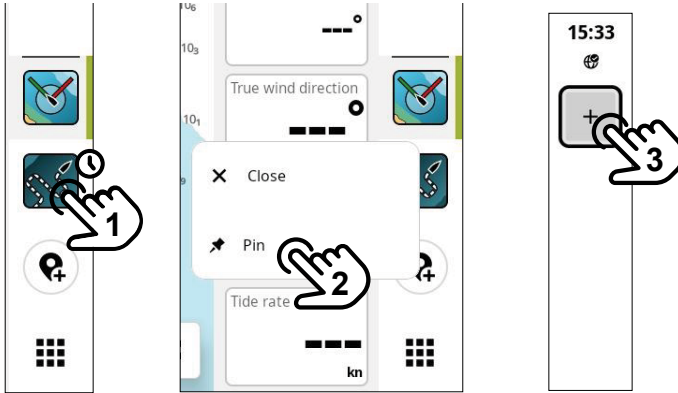 10₆
10₃
True wind direction
10₁
9
Close
Pin
Tide rate
kn
1
2
15:33
3